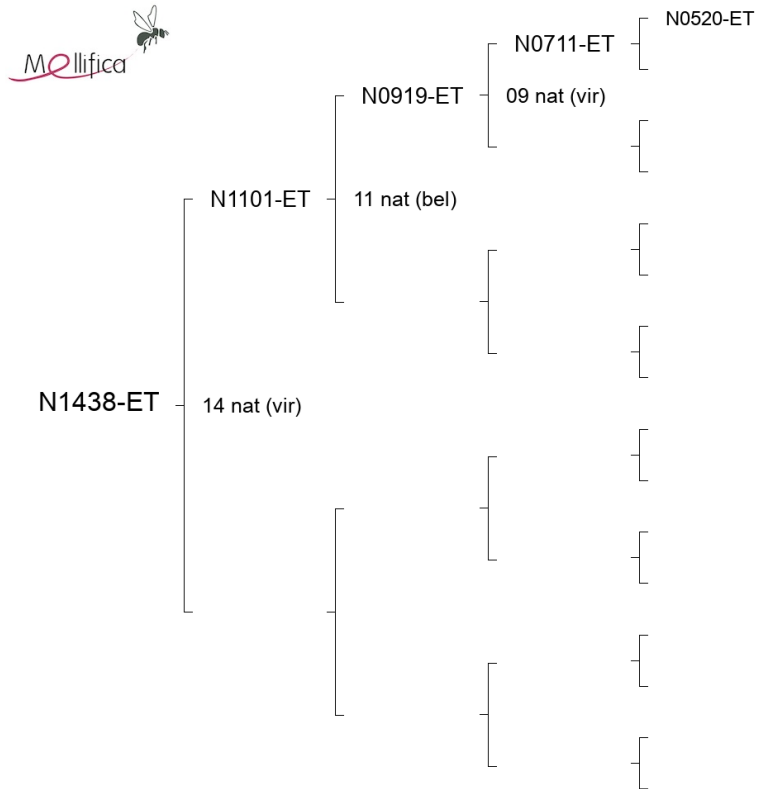 Mellifica
N0520-ET
N0711-ET
N0919-ET 09 nat (vir)
N1101-ET 11 nat (bel)
N1438-ET 14 nat (vir)